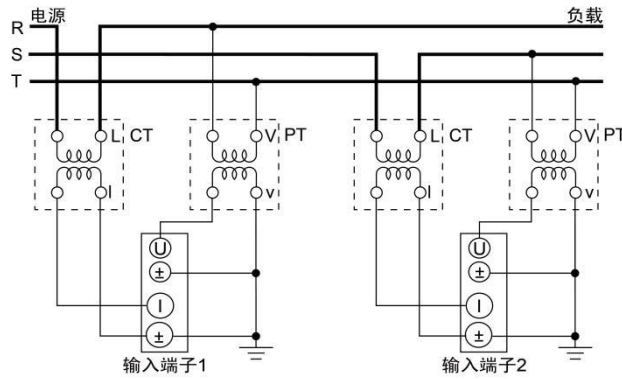 电源 负载
R
S
T
L CT V PT L CT V PT
l v l v
U U
± ±
I I
± ±
输入端子1 输入端子2